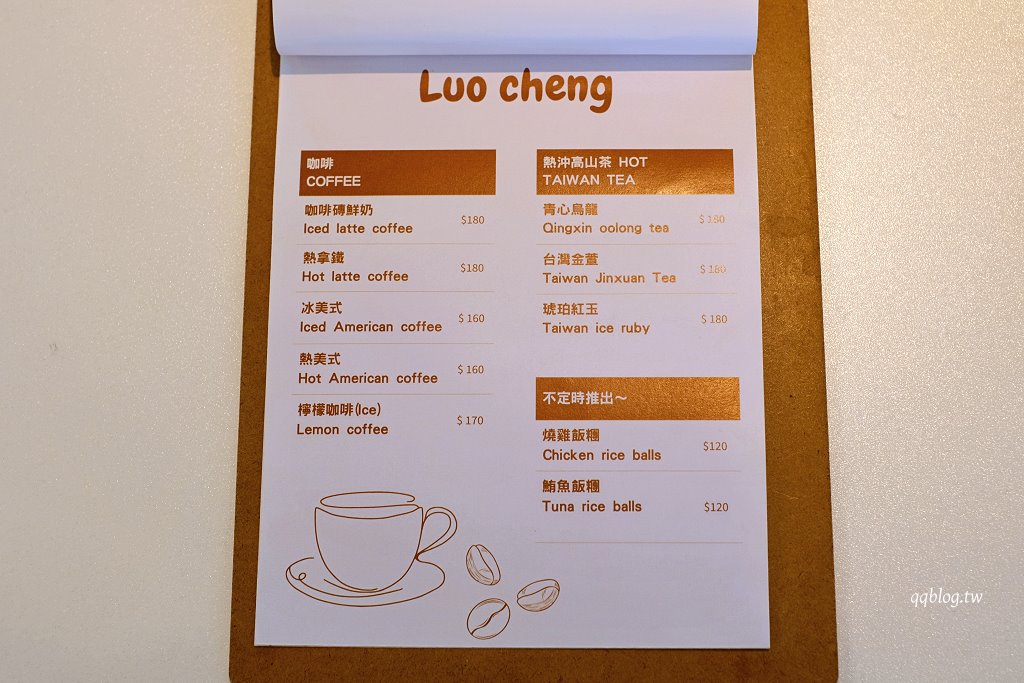 Luo cheng
咖啡
COFFEE
咖啡磚鮮奶
Iced latte coffee
$180
熱拿鐵
Hot latte coffee
$180
冰美式
Iced American coffee
$160
熱美式
Hot American coffee
$160
檸檬咖啡(Ice)
Lemon coffee
$170
熱沖高山茶 HOT
TAIWAN TEA
青心烏龍
Qingxin oolong tea
$180
台灣金萱
Taiwan Jinxuan Tea
$180
琥珀紅玉
Taiwan ice ruby
$180
不定時推出～
燒雞飯糰
Chicken rice balls
$120
鮪魚飯糰
Tuna rice balls
$120
qqblog.tw